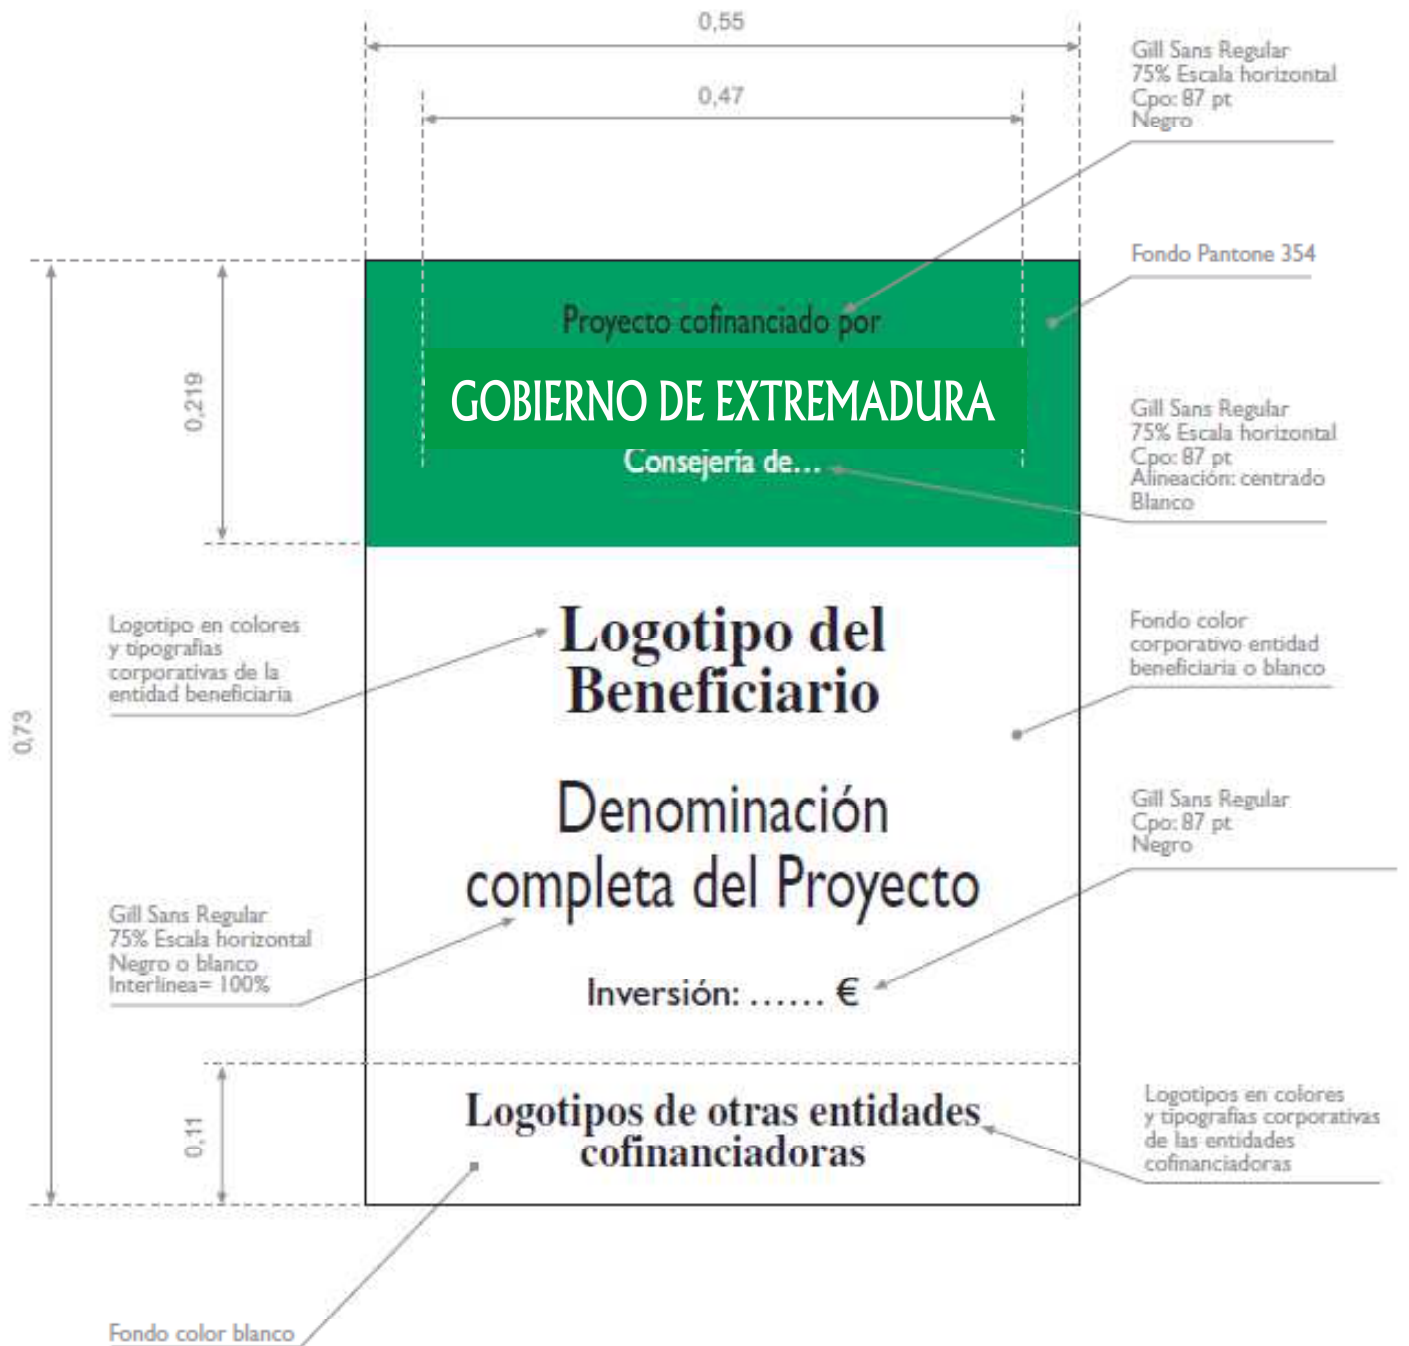 0,55
0,47
Gill Sans Regular
75% Escala horizontal
Cpo: 87 pt
Negro
Fondo Pantone 354
Proyecto cofinanciado por
GOBIERNO DE EXTREMADURA
Consejería de...
0,219
Gill Sans Regular
75% Escala horizontal
Cpo: 87 pt
Alineación: centrado
Blanco
Logotipo en colores
y tipografias
corporativas de la
entidad beneficiaria
Logotipo del
Beneficiario
Fondo color
corporativo entidad
beneficiaria o blanco
0,73
Denominación
completa del Proyecto
Gill Sans Regular
Cpo: 87 pt
Negro
Gill Sans Regular
75% Escala horizontal
Negro o blanco
Interlinea= 100%
Inversión: ...... €
0,11
Logotipos de otras entidades
cofinanciadoras
Logotipos en colores
y tipografias corporativas
de las entidades
cofinanciadoras
Fondo color blanco